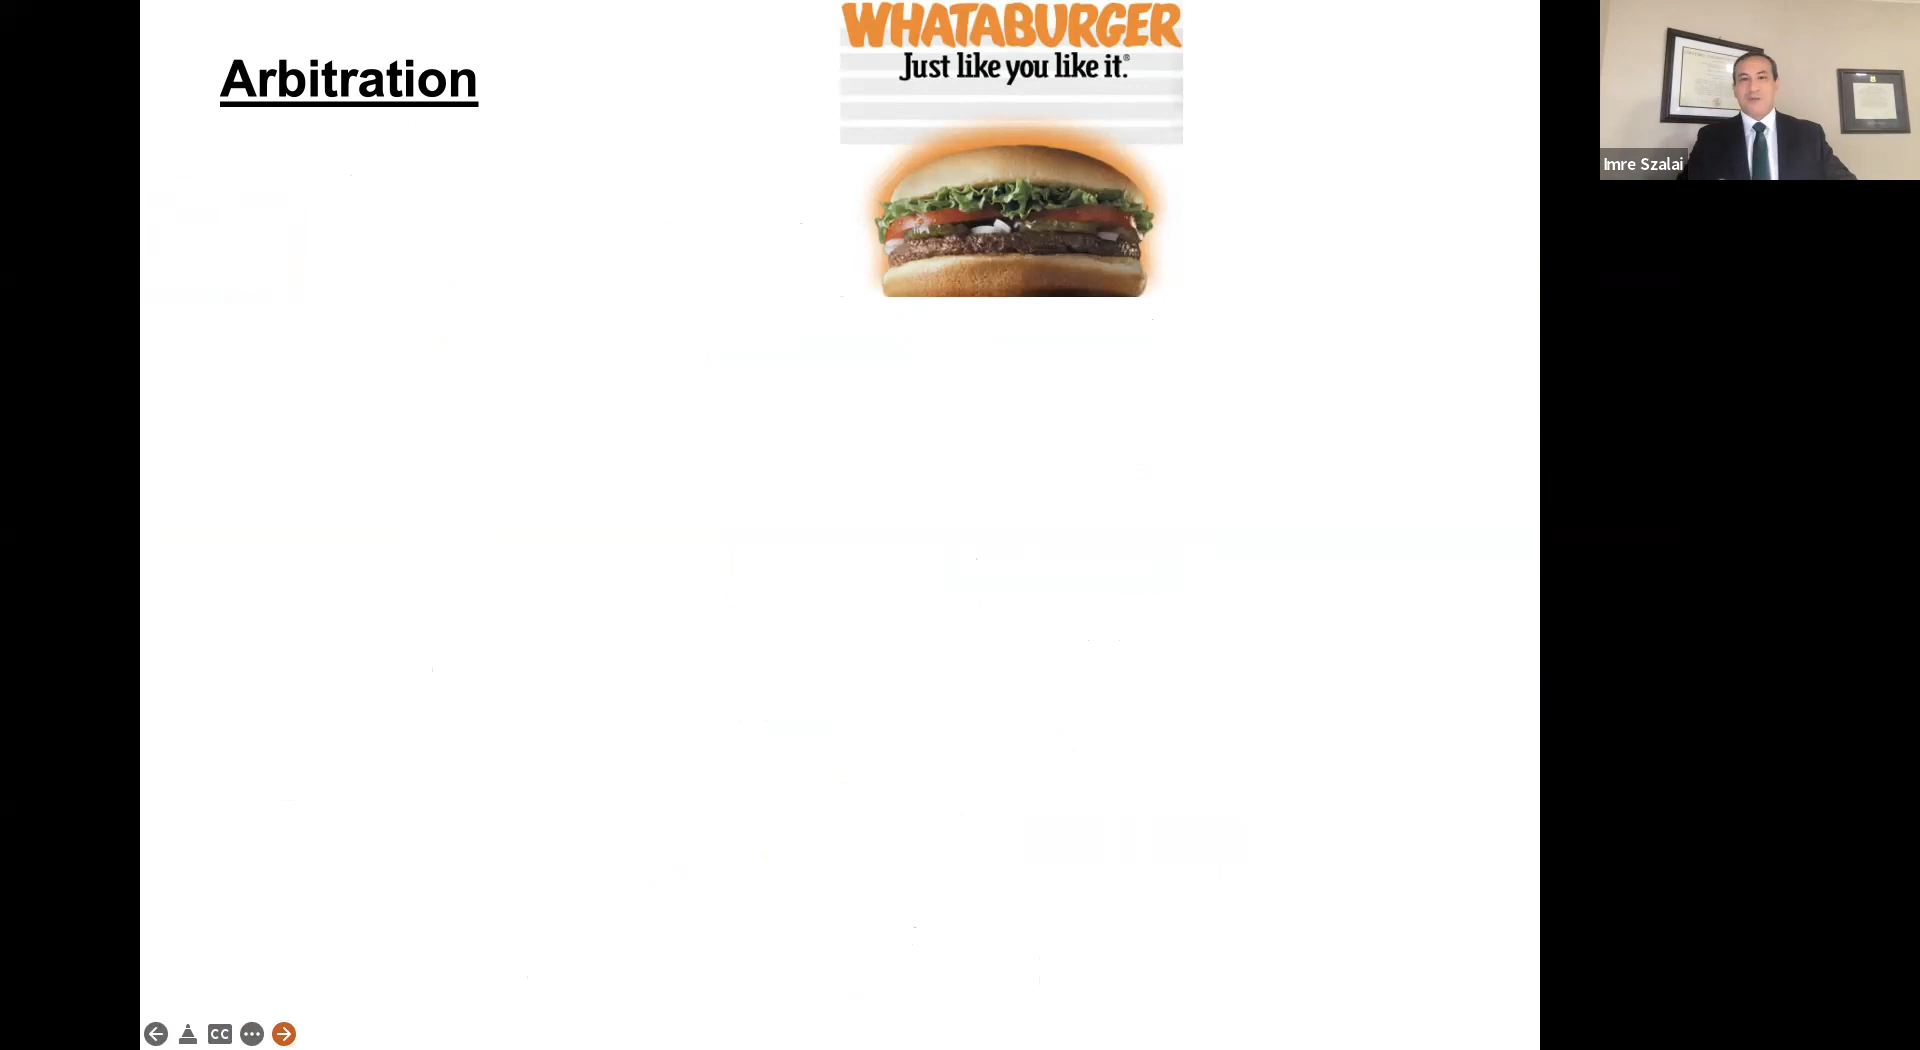 Arbitration
WHATABURGER
Just like you like it.®
Imre Szalai
CC